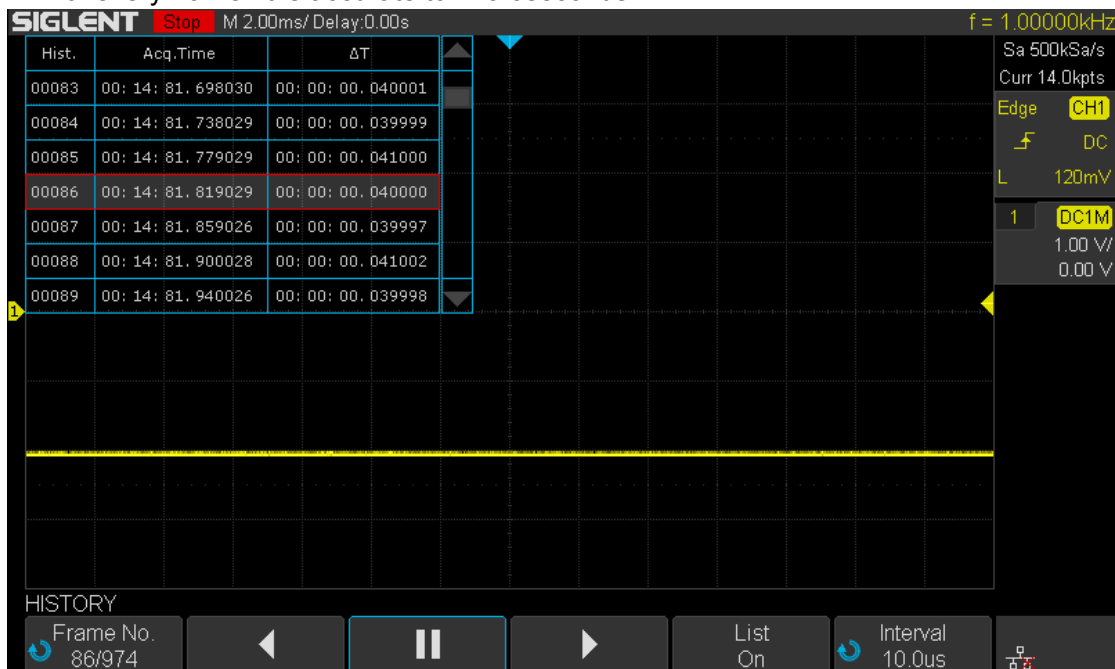 SIGLENT Stop M 2.00ms/ Delay:0.00s f = 1.00000kHz
Hist. Acq.Time ΔT
00083 00: 14: 81. 698030 00: 00: 00. 040001
00084 00: 14: 81. 738029 00: 00: 00. 039999
00085 00: 14: 81. 779029 00: 00: 00. 041000
00086 00: 14: 81. 819029 00: 00: 00. 040000
00087 00: 14: 81. 859026 00: 00: 00. 039997
00088 00: 14: 81. 900028 00: 00: 00. 041002
00089 00: 14: 81. 940026 00: 00: 00. 039998
Sa 500kSa/s
Curr 14.0kpts
Edge CH1
DC
L 120mV
1 DC1M
1.00 V/
0.00 V
1
HISTORY
Frame No. List Interval
86/974 On 10.0us